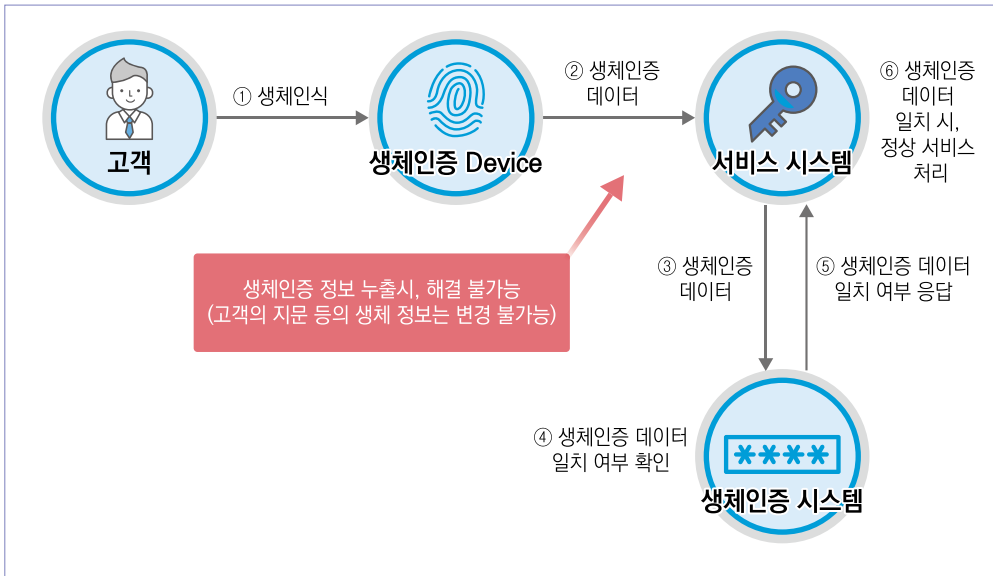 ① 생체인식
고객
생체인증 Device
② 생체인증
데이터
서비스 시스템
⑥ 생체인증
데이터
일치 시,
정상 서비스
처리
생체인증 정보 누출시, 해결 불가능
(고객의 지문 등의 생체 정보는 변경 불가능)
③ 생체인증
데이터
⑤ 생체인증 데이터
일치 여부 응답
④ 생체인증 데이터
일치 여부 확인
****
생체인증 시스템